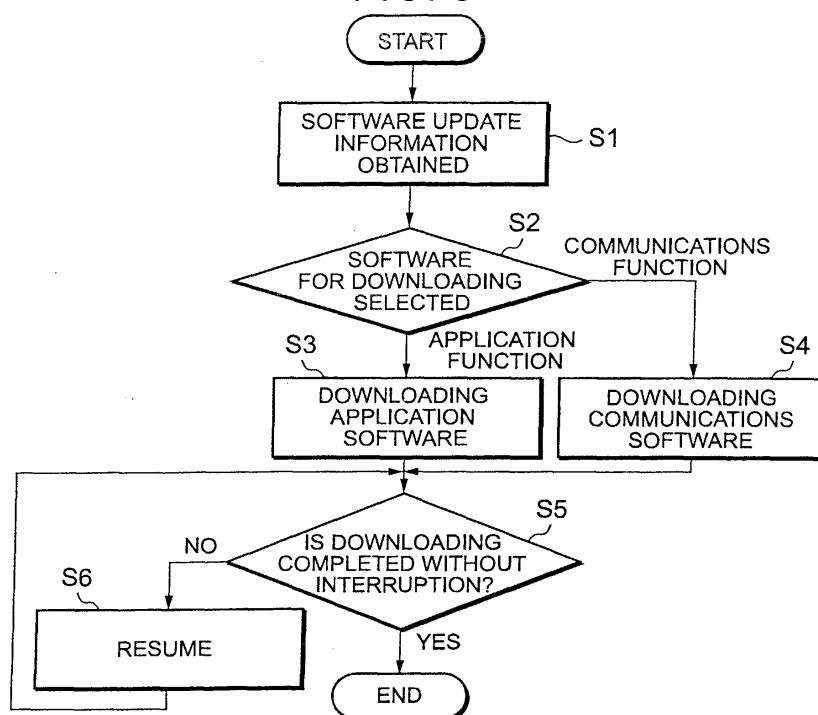 START
SOFTWARE UPDATE
INFORMATION
OBTAINED
S1
S2
SOFTWARE
FOR DOWNLOADING
SELECTED
COMMUNICATIONS
FUNCTION
APPLICATION
FUNCTION
S3
DOWNLOADING
APPLICATION
SOFTWARE
S4
DOWNLOADING
COMMUNICATIONS
SOFTWARE
S5
IS DOWNLOADING
COMPLETED WITHOUT
INTERRUPTION?
NO
S6
RESUME
YES
END